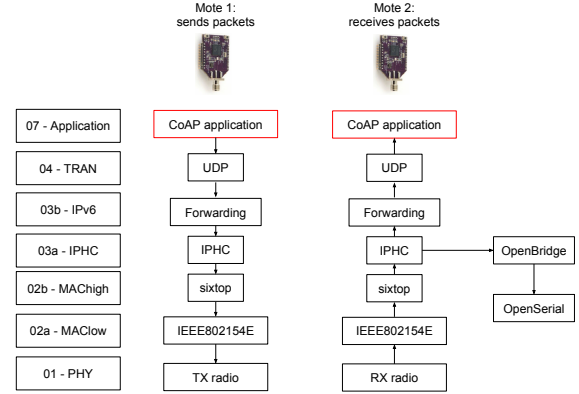 Mote 1:
sends packets
Mote 2:
receives packets
07 - Application
CoAP application
CoAP application
04 - TRAN
UDP
UDP
03b - IPv6
Forwarding
Forwarding
03a - IPHC
IPHC
IPHC
OpenBridge
02b - MAChigh
sixtop
sixtop
OpenSerial
02a - MAClow
IEEE802154E
IEEE802154E
01 - PHY
TX radio
RX radio